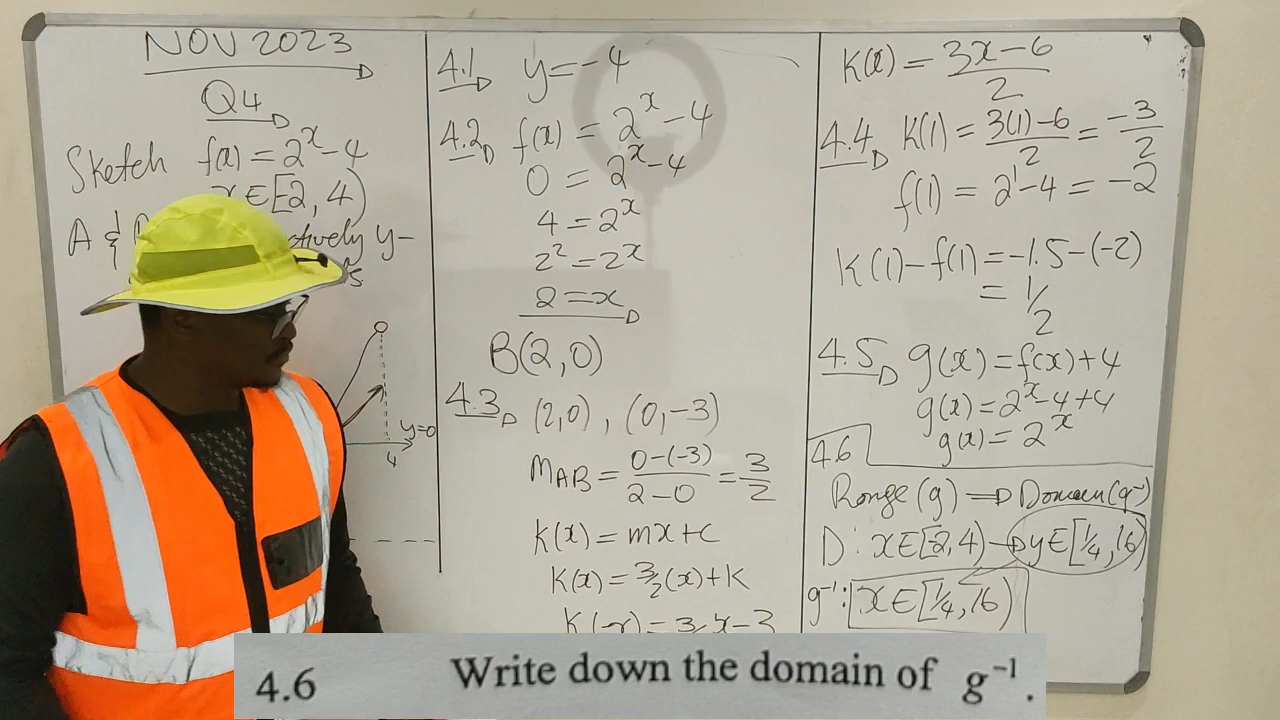 NOV 2023
Q4
Sketch f(x) = 2^x - 4
x ∈ [-2, 4)
A & ctively y-
y=0
4
4.1 y = -4
4.2 f(x) = 2^x - 4
0 = 2^x - 4
4 = 2^x
2^2 = 2^x
2 = x
B(2,0)
4.3 (2,0) , (0,-3)
M_AB = 0-(-3)/2-0 = 3/2
K(x) = mx + c
K(x) = 3/2(x) + K
K(x) = 3/2 x - 3
K(x) = 3x-6/2
4.4 K(1) = 3(1)-6/2 = -3/2
f(1) = 2^1 - 4 = -2
K(1) - f(1) = -1.5 - (-2)
= 1/2
4.5 g(x) = f(x) + 4
g(x) = 2^x - 4 + 4
g(x) = 2^x
4.6
Range (g) ⇒ Domain (g^-1)
D: x ∈ [-2, 4) → y ∈ [1/4, 16)
g^-1: x ∈ [1/4, 16)
4.6 Write down the domain of g^-1.